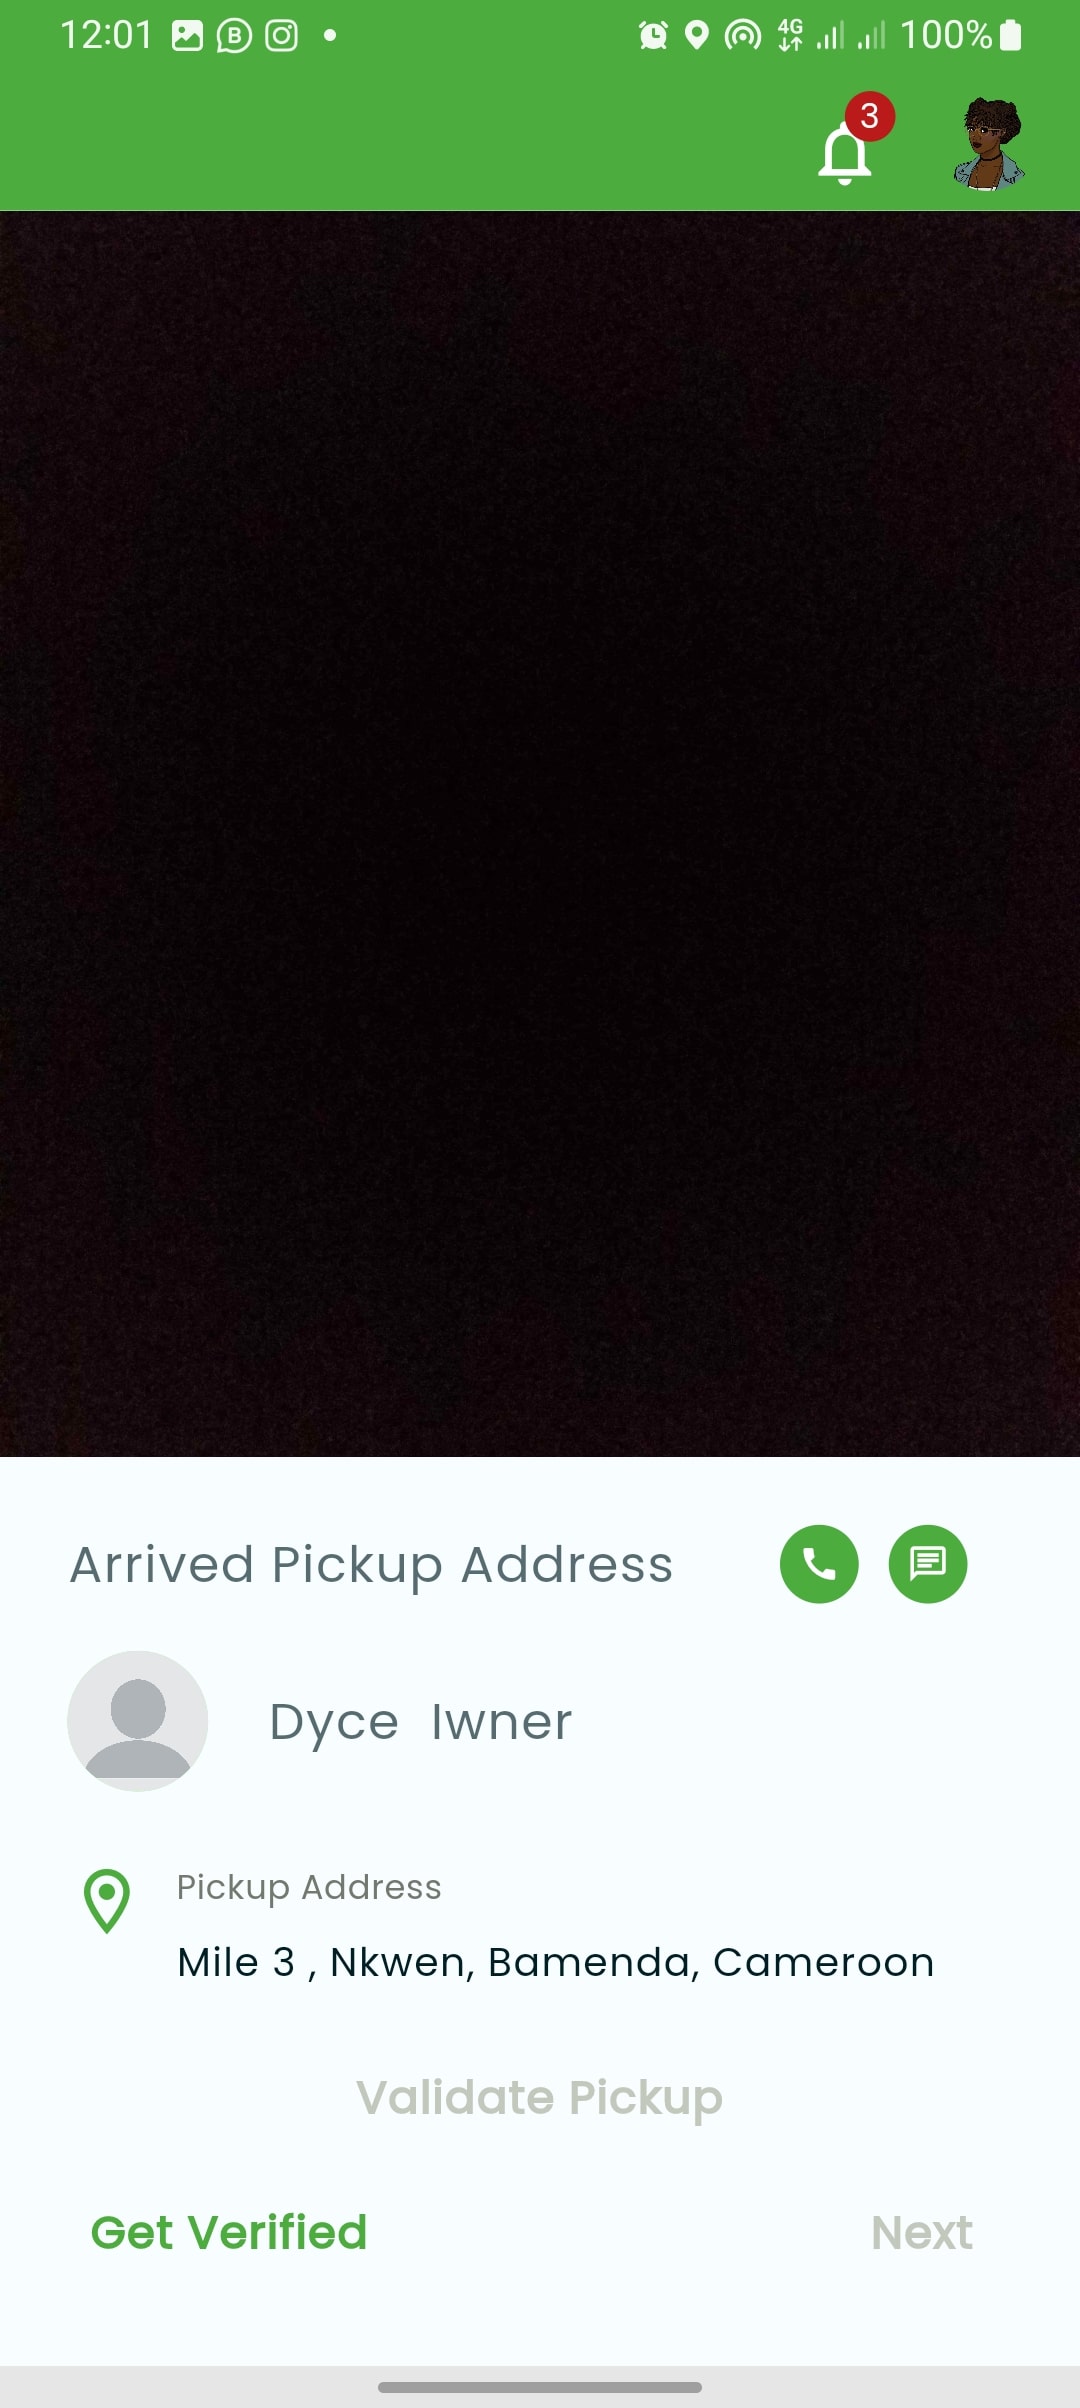 12:01 4G 100%
3
Arrived Pickup Address
Dyce Iwner
Pickup Address
Mile 3 , Nkwen, Bamenda, Cameroon
Validate Pickup
Get Verified Next